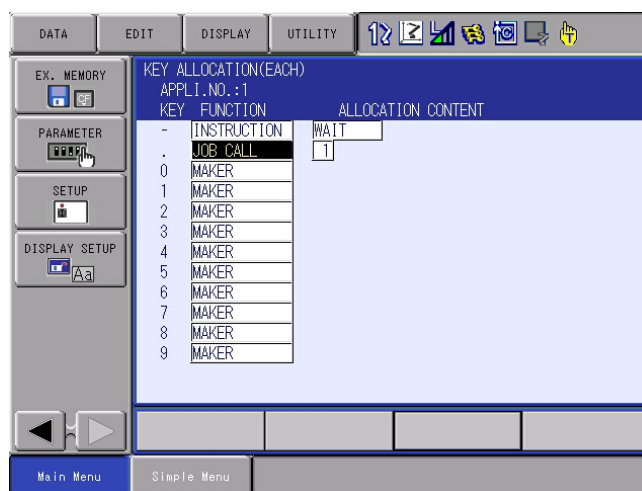 DATA EDIT DISPLAY UTILITY
EX. MEMORY
CF
PARAMETER
SETUP
DISPLAY SETUP
Aa
KEY ALLOCATION(EACH)
APPLI.NO.:1
KEY FUNCTION ALLOCATION CONTENT
- INSTRUCTION WAIT
. JOB CALL 1
0 MAKER
1 MAKER
2 MAKER
3 MAKER
4 MAKER
5 MAKER
6 MAKER
7 MAKER
8 MAKER
9 MAKER
Main Menu Simple Menu